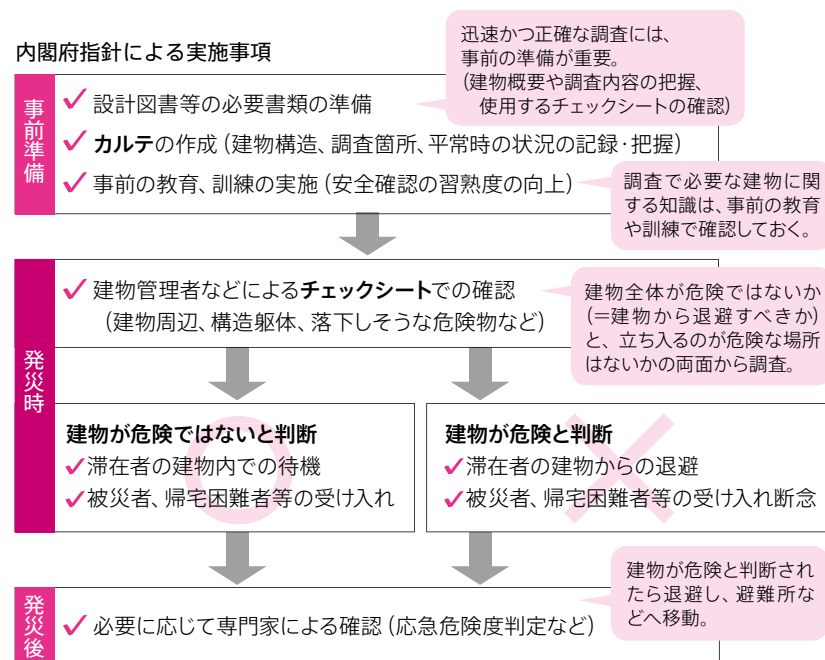 内閣府指針による実施事項
迅速かつ正確な調査には、
事前の準備が重要。
(建物概要や調査内容の把握、
使用するチェックシートの確認)
事前準備
✓ 設計図書等の必要書類の準備
✓ カルテの作成 (建物構造、調査箇所、平常時の状況の記録・把握)
✓ 事前の教育、訓練の実施 (安全確認の習熟度の向上)
調査で必要な建物に関
する知識は、事前の教育
や訓練で確認しておく。
発災時
✓ 建物管理者などによるチェックシートでの確認
(建物周辺、構造躯体、落下しそうな危険物など)
建物全体が危険ではないか
(=建物から退避すべきか)
と、立ち入るのが危険な場所
はないかの両面から調査。
建物が危険ではないと判断
✓滞在者の建物内での待機
✓被災者、帰宅困難者等の受け入れ
建物が危険と判断
✓滞在者の建物からの退避
✓被災者、帰宅困難者等の受け入れ断念
建物が危険と判断され
たら退避し、避難所な
どへ移動。
発災後
✓ 必要に応じて専門家による確認 (応急危険度判定など)